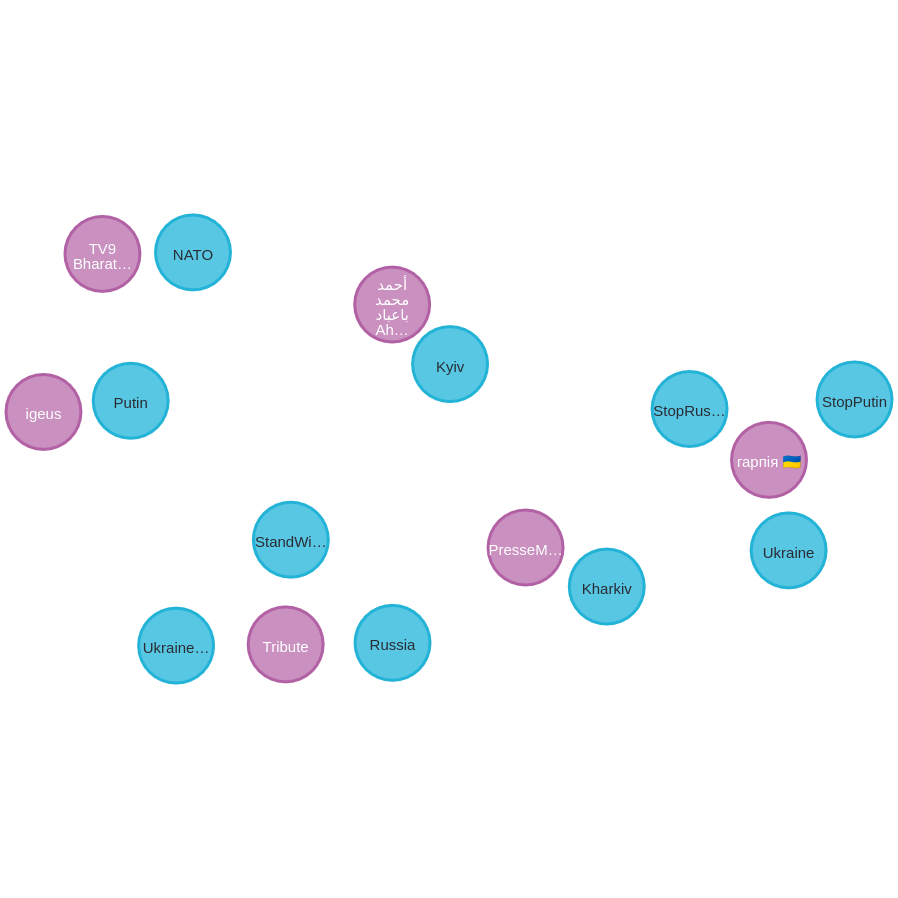 TV9
Bharat…
NATO
أحمد
محمد
باعباد
Ah…
Kyiv
igeus
Putin
StopRus…
StopPutin
гарпія 🇺🇦
StandWi…
PresseM…
Ukraine
Kharkiv
Ukraine…
Tribute
Russia